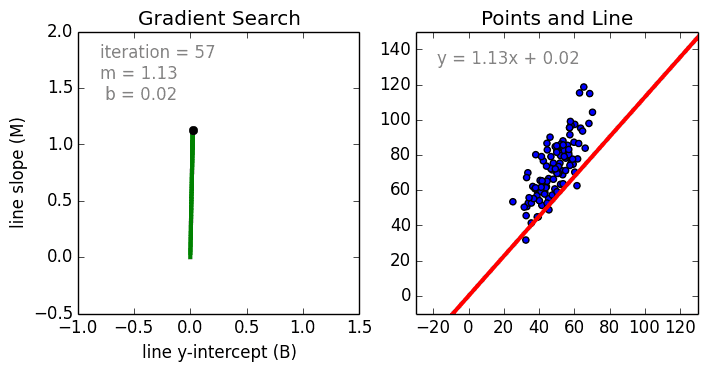 Gradient Search
2.0
1.5
1.0
0.5
0.0
−0.5
−1.0 −0.5 0.0 0.5 1.0 1.5
line slope (M)
line y-intercept (B)
iteration = 57
m = 1.13
b = 0.02
Points and Line
140
120
100
80
60
40
20
0
−20 0 20 40 60 80 100 120
y = 1.13x + 0.02